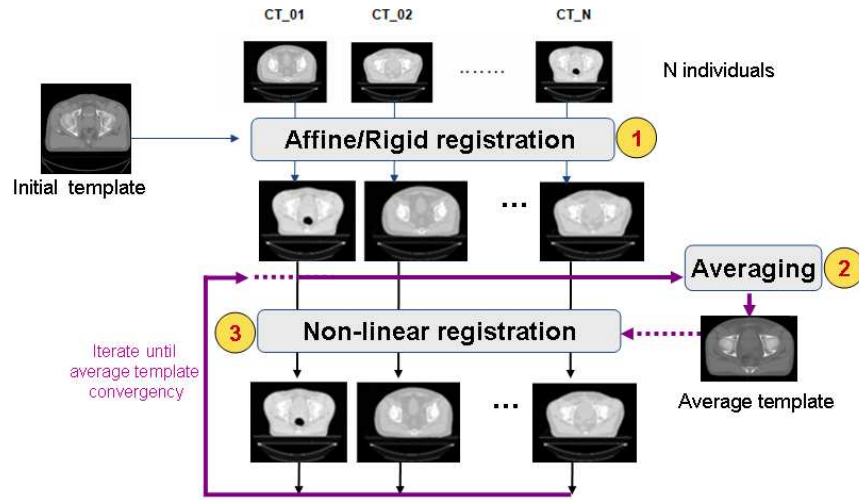 CT_01 CT_02 CT_N
....... N individuals
Affine/Rigid registration 1
Initial template
...
Averaging 2
3 Non-linear registration
Iterate until
average template
convergency
Average template
...